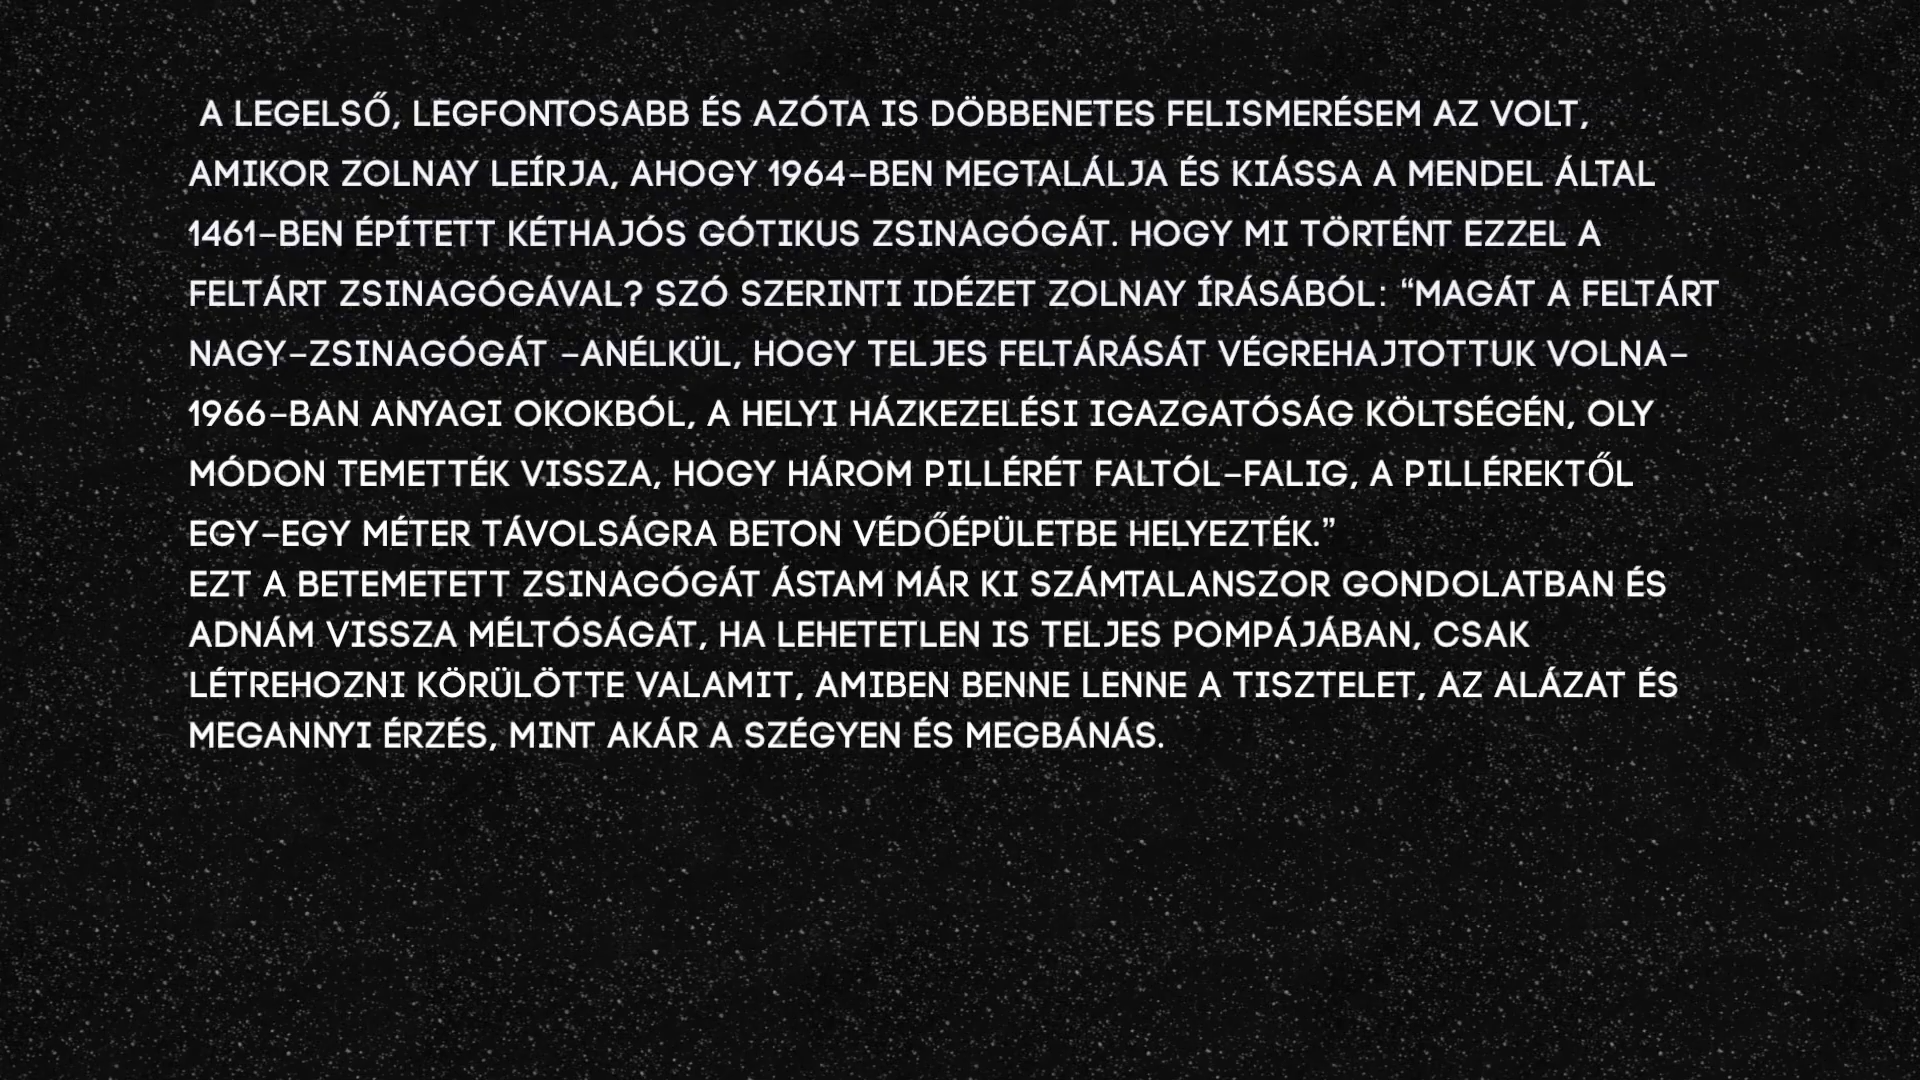 A LEGELSŐ, LEGFONTOSABB ÉS AZÓTA IS DÖBBENETES FELISMERÉSEM AZ VOLT,
AMIKOR ZOLNAY LEÍRJA, AHOGY 1964-BEN MEGTALÁLJA ÉS KIÁSSA A MENDEL ÁLTAL
1461-BEN ÉPÍTETT KÉTHAJÓS GÓTIKUS ZSINAGÓGÁT. HOGY MI TÖRTÉNT EZZEL A
FELTÁRT ZSINAGÓGÁVAL? SZÓ SZERINTI IDÉZET ZOLNAY ÍRÁSÁBÓL: “MAGÁT A FELTÁRT
NAGY-ZSINAGÓGÁT -ANÉLKÜL, HOGY TELJES FELTÁRÁSÁT VÉGREHAJTOTTUK VOLNA-
1966-BAN ANYAGI OKOKBÓL, A HELYI HÁZKEZELÉSI IGAZGATÓSÁG KÖLTSÉGÉN, OLY
MÓDON TEMETTÉK VISSZA, HOGY HÁROM PILLÉRÉT FALTÓL-FALIG, A PILLÉREKTŐL
EGY-EGY MÉTER TÁVOLSÁGRA BETON VÉDŐÉPÜLETBE HELYEZTÉK.”
EZT A BETEMETETT ZSINAGÓGÁT ÁSTAM MÁR KI SZÁMTALANSZOR GONDOLATBAN ÉS
ADNÁM VISSZA MÉLTÓSÁGÁT, HA LEHETETLEN IS TELJES POMPÁJÁBAN, CSAK
LÉTREHOZNI KÖRÜLÖTTE VALAMIT, AMIBEN BENNE LENNE A TISZTELET, AZ ALÁZAT ÉS
MEGANNYI ÉRZÉS, MINT AKÁR A SZÉGYEN ÉS MEGBÁNÁS.